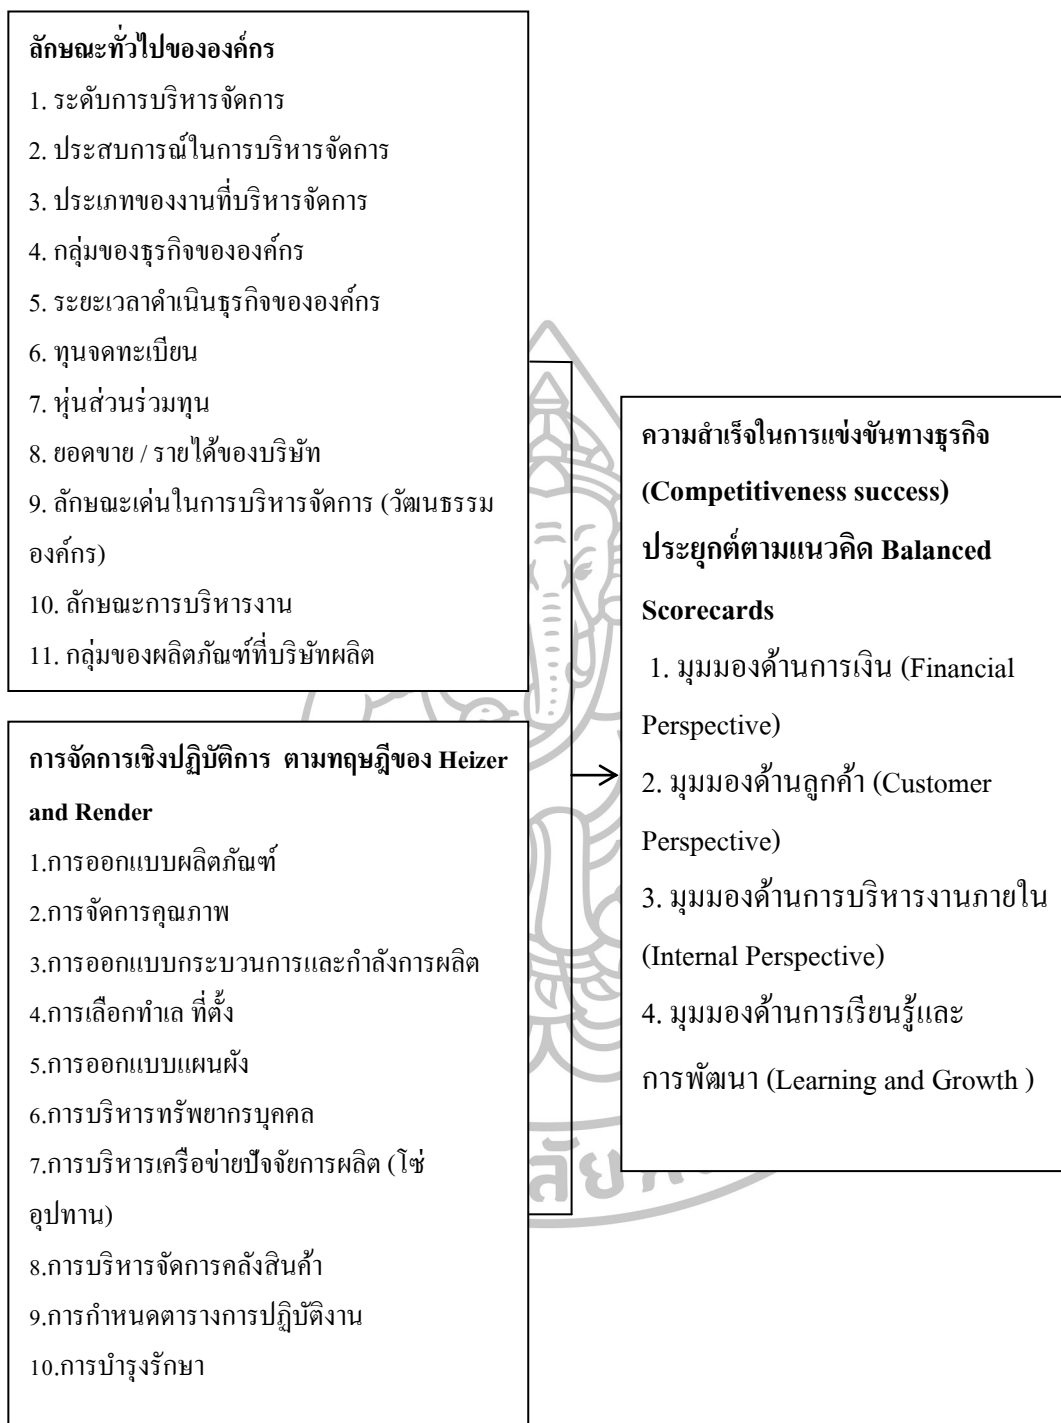 ลักษณะทั่วไปขององค์กร
1. ระดับการบริหารจัดการ
2. ประสบการณ์ในการบริหารจัดการ
3. ประเภทของงานที่บริหารจัดการ
4. กลุ่มของธุรกิจขององค์กร
5. ระยะเวลาดำเนินธุรกิจขององค์กร
6. ทุนจดทะเบียน
7. หุ่นส่วนร่วมทุน
8. ยอดขาย / รายได้ของบริษัท
9. ลักษณะเด่นในการบริหารจัดการ (วัฒนธรรม
องค์กร)
10. ลักษณะการบริหารงาน
11. กลุ่มของผลิตภัณฑ์ที่บริษัทผลิต
การจัดการเชิงปฏิบัติการ ตามทฤษฎีของ Heizer
and Render
1.การออกแบบผลิตภัณฑ์
2.การจัดการคุณภาพ
3.การออกแบบกระบวนการและกำลังการผลิต
4.การเลือกทำเล ที่ตั้ง
5.การออกแบบแผนผัง
6.การบริหารทรัพยากรบุคคล
7.การบริหารเครือข่ายปัจจัยการผลิต (โซ่
อุปทาน)
8.การบริหารจัดการคลังสินค้า
9.การกำหนดตารางการปฏิบัติงาน
10.การบำรุงรักษา
ความสำเร็จในการแข่งขันทางธุรกิจ
(Competitiveness success)
ประยุกต์ตามแนวคิด Balanced
Scorecards
1. มุมมองด้านการเงิน (Financial
Perspective)
2. มุมมองด้านลูกค้า (Customer
Perspective)
3. มุมมองด้านการบริหารงานภายใน
(Internal Perspective)
4. มุมมองด้านการเรียนรู้และ
การพัฒนา (Learning and Growth )